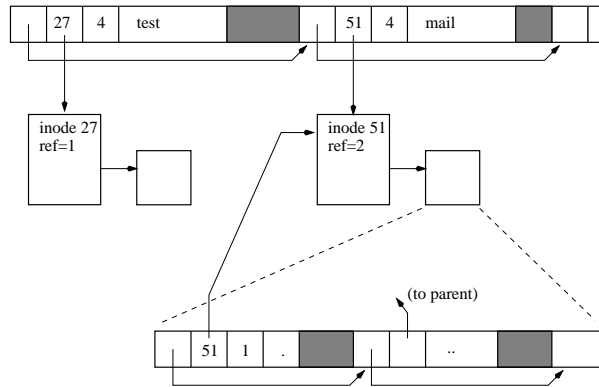 27 4 test 51 4 mail
inode 27
ref=1
inode 51
ref=2
(to parent)
51 1 . ..